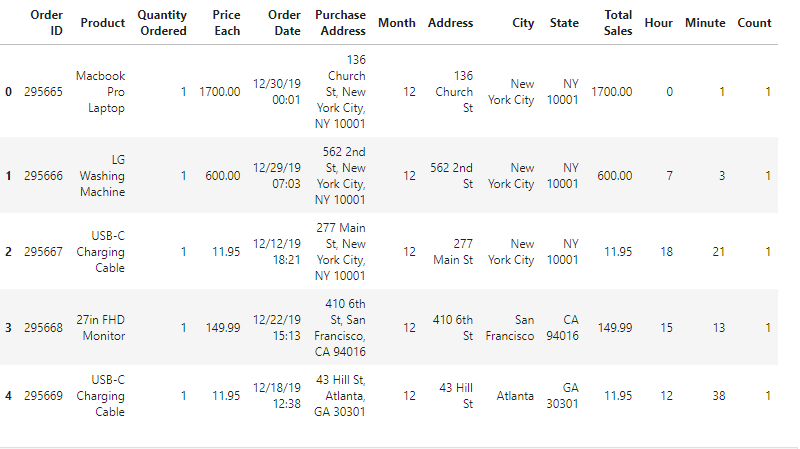 Order ID Product Quantity Ordered Price Each Order Date Purchase Address Month Address City State Total Sales Hour Minute Count
0 295665 Macbook Pro Laptop 1 1700.00 12/30/19 00:01 136 Church St, New York City, NY 10001 12 136 Church St New York City NY 10001 1700.00 0 1 1
1 295666 LG Washing Machine 1 600.00 12/29/19 07:03 562 2nd St, New York City, NY 10001 12 562 2nd St New York City NY 10001 600.00 7 3 1
2 295667 USB-C Charging Cable 1 11.95 12/12/19 18:21 277 Main St, New York City, NY 10001 12 277 Main St New York City NY 10001 11.95 18 21 1
3 295668 27in FHD Monitor 1 149.99 12/22/19 15:13 410 6th St, San Francisco, CA 94016 12 410 6th St San Francisco CA 94016 149.99 15 13 1
4 295669 USB-C Charging Cable 1 11.95 12/18/19 12:38 43 Hill St, Atlanta, GA 30301 12 43 Hill St Atlanta GA 30301 11.95 12 38 1